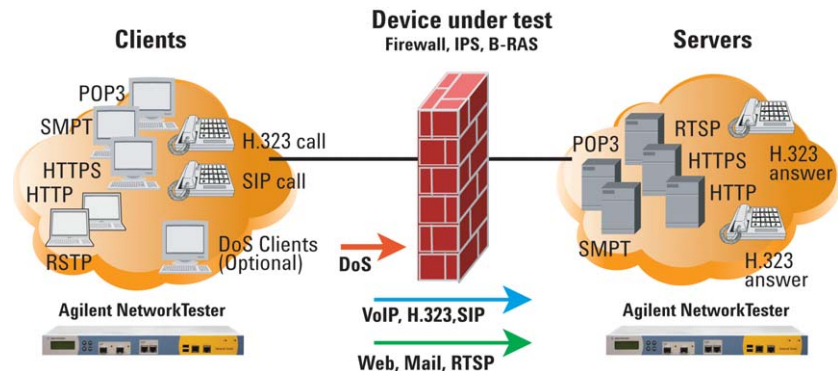 Clients
Device under test
Firewall, IPS, B-RAS
Servers
POP3
SMPT
HTTPS
HTTP
RSTP
H.323 call
SIP call
DoS Clients
(Optional)
DoS
POP3
RTSP
HTTPS
HTTP
SMPT
H.323
answer
H.323
answer
Agilent NetworkTester
VoIP, H.323,SIP
Web, Mail, RTSP
Agilent NetworkTester